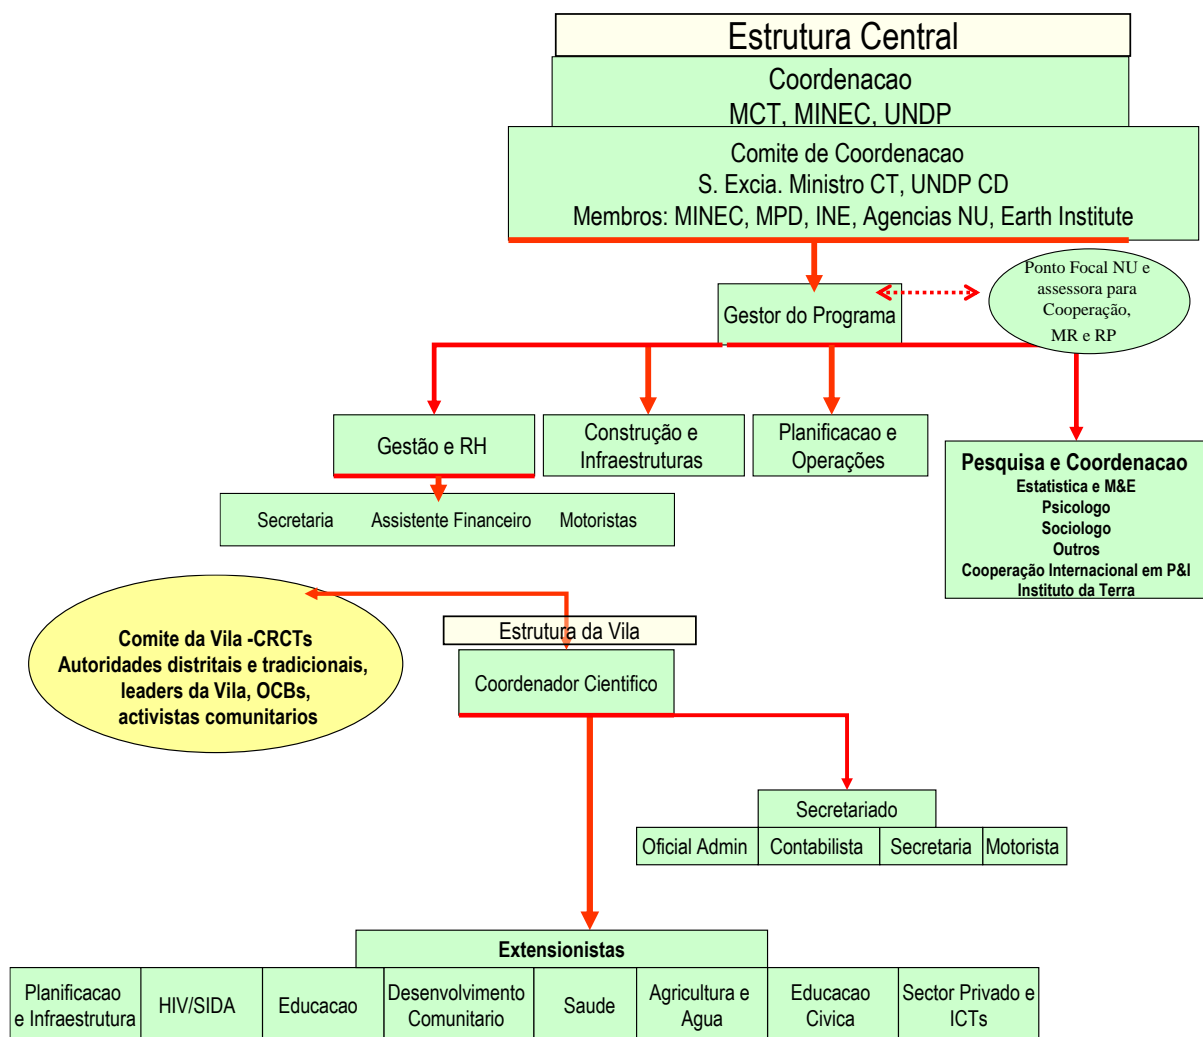 Estrutura Central
Coordenacao
MCT, MINEC, UNDP
Comite de Coordenacao
S. Excia. Ministro CT, UNDP CD
Membros: MINEC, MPD, INE, Agencias NU, Earth Institute
Ponto Focal NU e
assessora para
Cooperação,
MR e RP
Gestor do Programa
Gestão e RH
Construção e
Infraestruturas
Planificacao e
Operações
Pesquisa e Coordenacao
Estatistica e M&E
Psicologo
Sociologo
Outros
Cooperação Internacional em P&I
Instituto da Terra
Secretaria Assistente Financeiro Motoristas
Comite da Vila -CRCTs
Autoridades distritais e tradicionais,
leaders da Vila, OCBs,
activistas comunitarios
Estrutura da Vila
Coordenador Cientifico
Secretariado
Oficial Admin Contabilista Secretaria Motorista
Extensionistas
Planificacao
e Infraestrutura
HIV/SIDA
Educacao
Desenvolvimento
Comunitario
Saude
Agricultura e
Agua
Educacao
Civica
Sector Privado e
ICTs